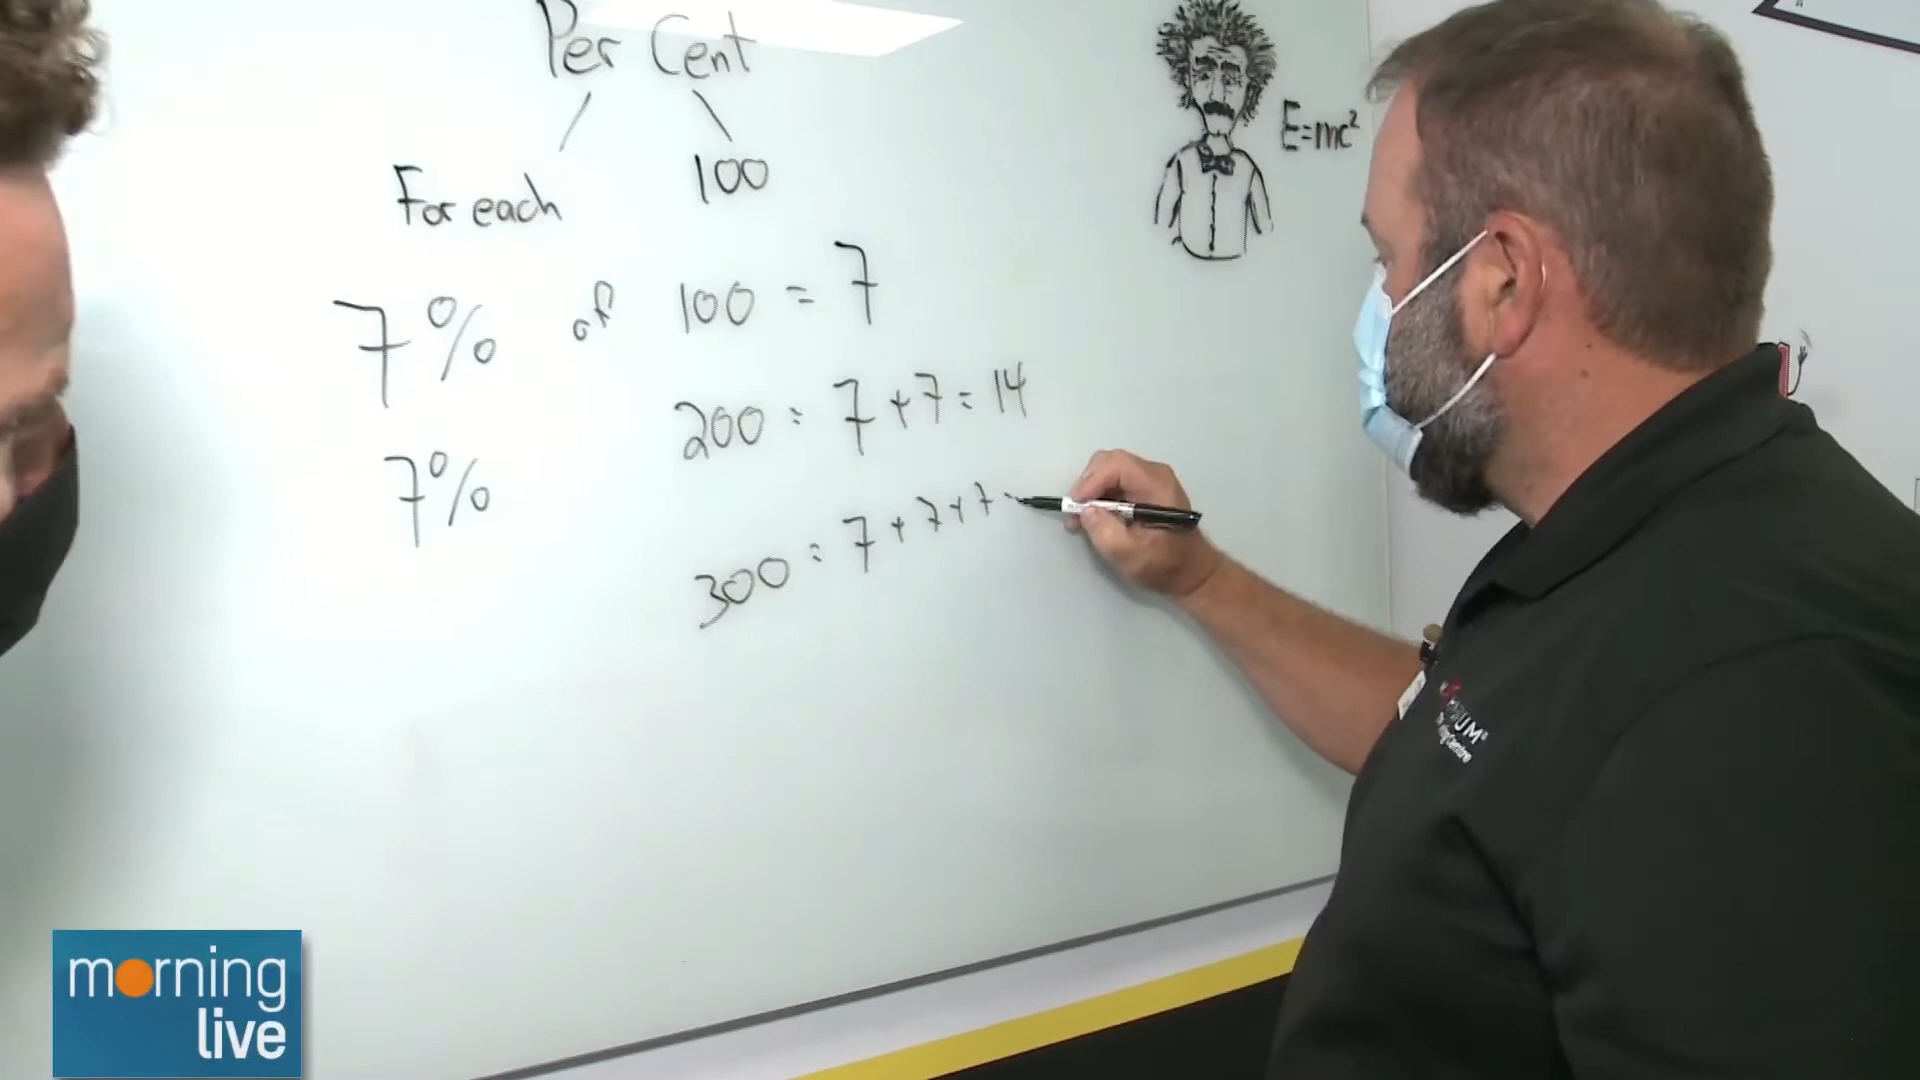 Per Cent
For each 100
E=mc²
7% of 100 = 7
200 = 7 + 7 = 14
7%
300 = 7 + 7 + 7
morning
live